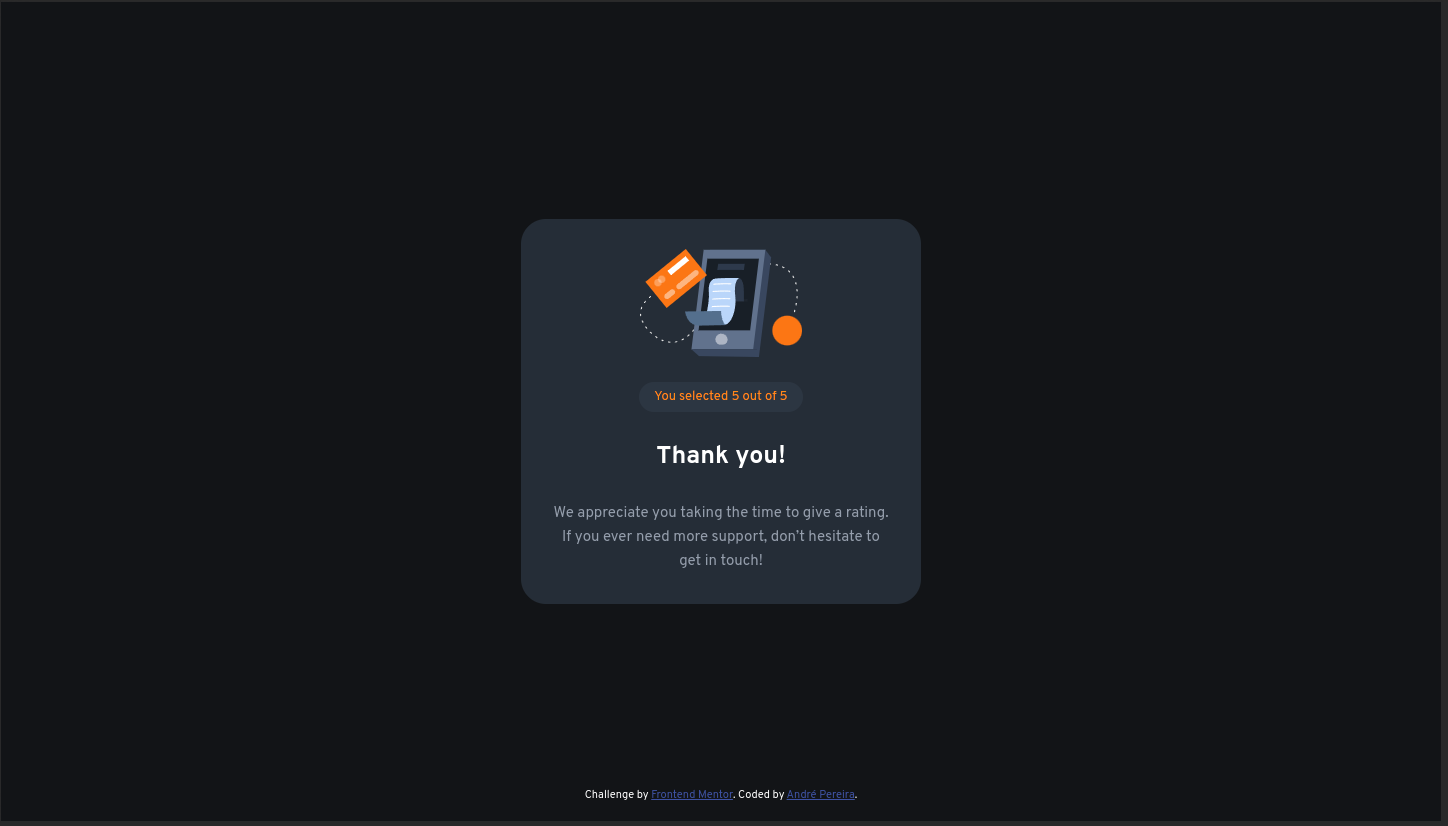 You selected 5 out of 5
Thank you!
We appreciate you taking the time to give a rating.
If you ever need more support, don’t hesitate to
get in touch!
Challenge by Frontend Mentor. Coded by André Pereira.